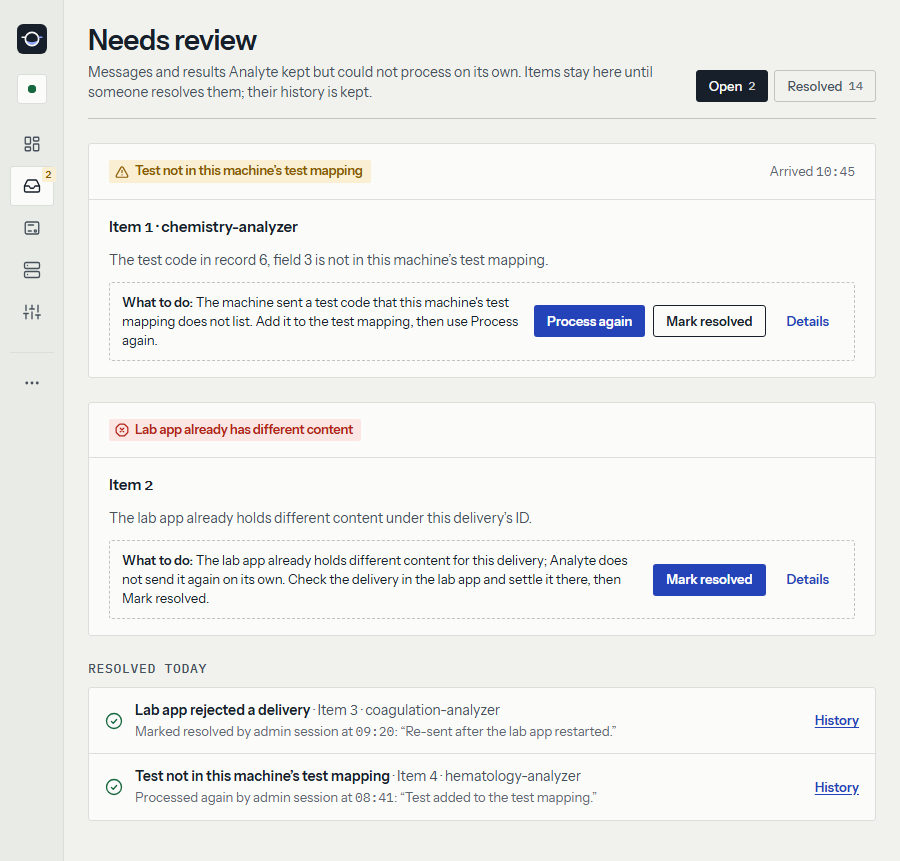 Needs review
Messages and results Analyte kept but could not process on its own. Items stay here until
someone resolves them; their history is kept.
Open 2
Resolved 14
2
Test not in this machine's test mapping
Arrived 10:45
Item 1 · chemistry-analyzer
The test code in record 6, field 3 is not in this machine's test mapping.
What to do: The machine sent a test code that this machine's test
mapping does not list. Add it to the test mapping, then use Process
again.
Process again
Mark resolved
Details
Lab app already has different content
Item 2
The lab app already holds different content under this delivery's ID.
What to do: The lab app already holds different content for this delivery; Analyte does
not send it again on its own. Check the delivery in the lab app and settle it there, then
Mark resolved.
Mark resolved
Details
RESOLVED TODAY
Lab app rejected a delivery · Item 3 · coagulation-analyzer
Marked resolved by admin session at 09:20: “Re-sent after the lab app restarted.”
History
Test not in this machine's test mapping · Item 4 · hematology-analyzer
Processed again by admin session at 08:41: “Test added to the test mapping.”
History